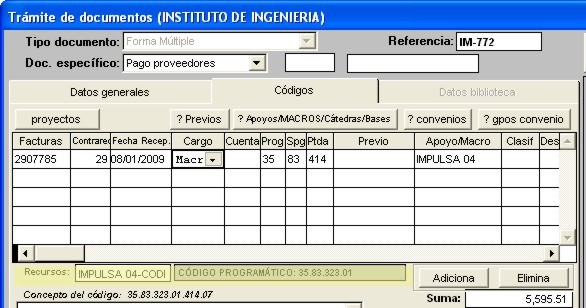 Trámite de documentos (INSTITUTO DE INGENIERIA)
Tipo documento: Forma Múltiple Referencia: IM-772
Doc. específico: Pago proveedores
Datos generales Códigos Datos biblioteca
proyectos ? Previos ? Apoyos/MACROS/Cátedras/Bases ? convenios ? gpos convenio
Facturas Contrarec Fecha Recep. Cargo Cuenta Prog Spg Ptda Previo Apoyo/Macro Clasif Des
2907785 29 08/01/2009 Macr 35 83 414 IMPULSA 04
Recursos: IMPULSA 04-CODI CÓDIGO PROGRAMÁTICO: 35.83.323.01
Adiciona Elimina
Concepto del código: 35.83.323.01.414.07 Suma: 5,595.51